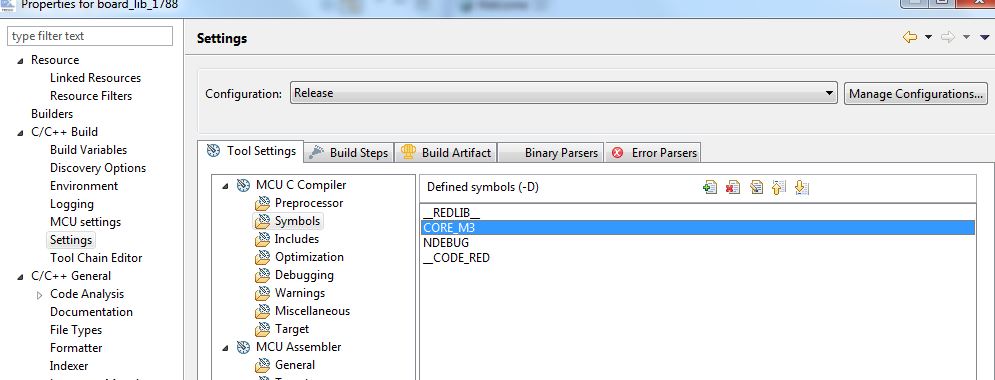 Properties for board_lib_1788
type filter text
Resource
Linked Resources
Resource Filters
Builders
C/C++ Build
Build Variables
Discovery Options
Environment
Logging
MCU settings
Settings
Tool Chain Editor
C/C++ General
Code Analysis
Documentation
File Types
Formatter
Indexer
Settings
Configuration: Release Manage Configurations...
Tool Settings Build Steps Build Artifact Binary Parsers Error Parsers
MCU C Compiler
Preprocessor
Symbols
Includes
Optimization
Debugging
Warnings
Miscellaneous
Target
MCU Assembler
General
Defined symbols (-D)
__REDLIB__
CORE_M3
NDEBUG
__CODE_RED